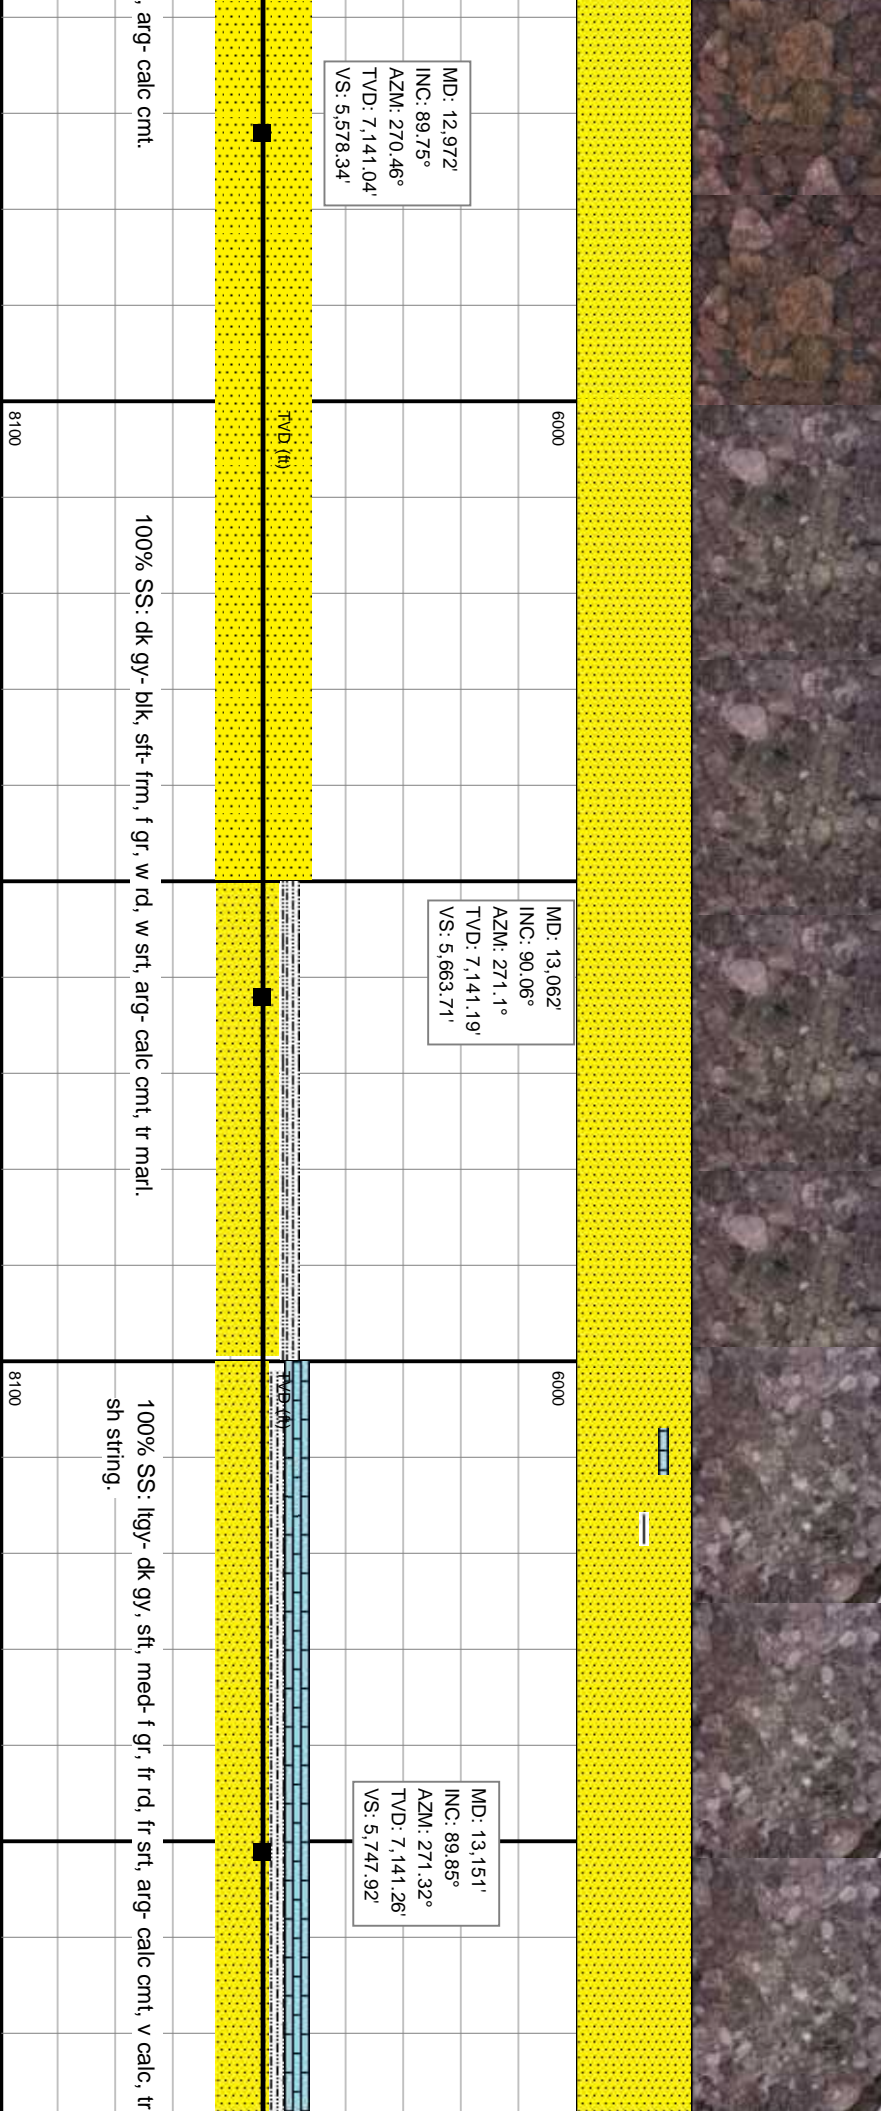 , arg- calc cmt.
MD: 12,972'
INC: 89.75°
AZM: 270.46°
TVD: 7,141.04'
VS: 5,578.34'
6000
TVD (ft)
8100
100% SS: dk gy- blk, sft- frm, f gr, w rd, w srt, arg- calc cmt, tr marl.
MD: 13,062'
INC: 90.06°
AZM: 271.1°
TVD: 7,141.19'
VS: 5,663.71'
6000
TVD (ft)
8100
100% SS: ltgy- dk gy, sft, med- f gr, fr rd, fr srt, arg- calc cmt, v calc, tr
sh string.
MD: 13,151'
INC: 89.85°
AZM: 271.32°
TVD: 7,141.26'
VS: 5,747.92'